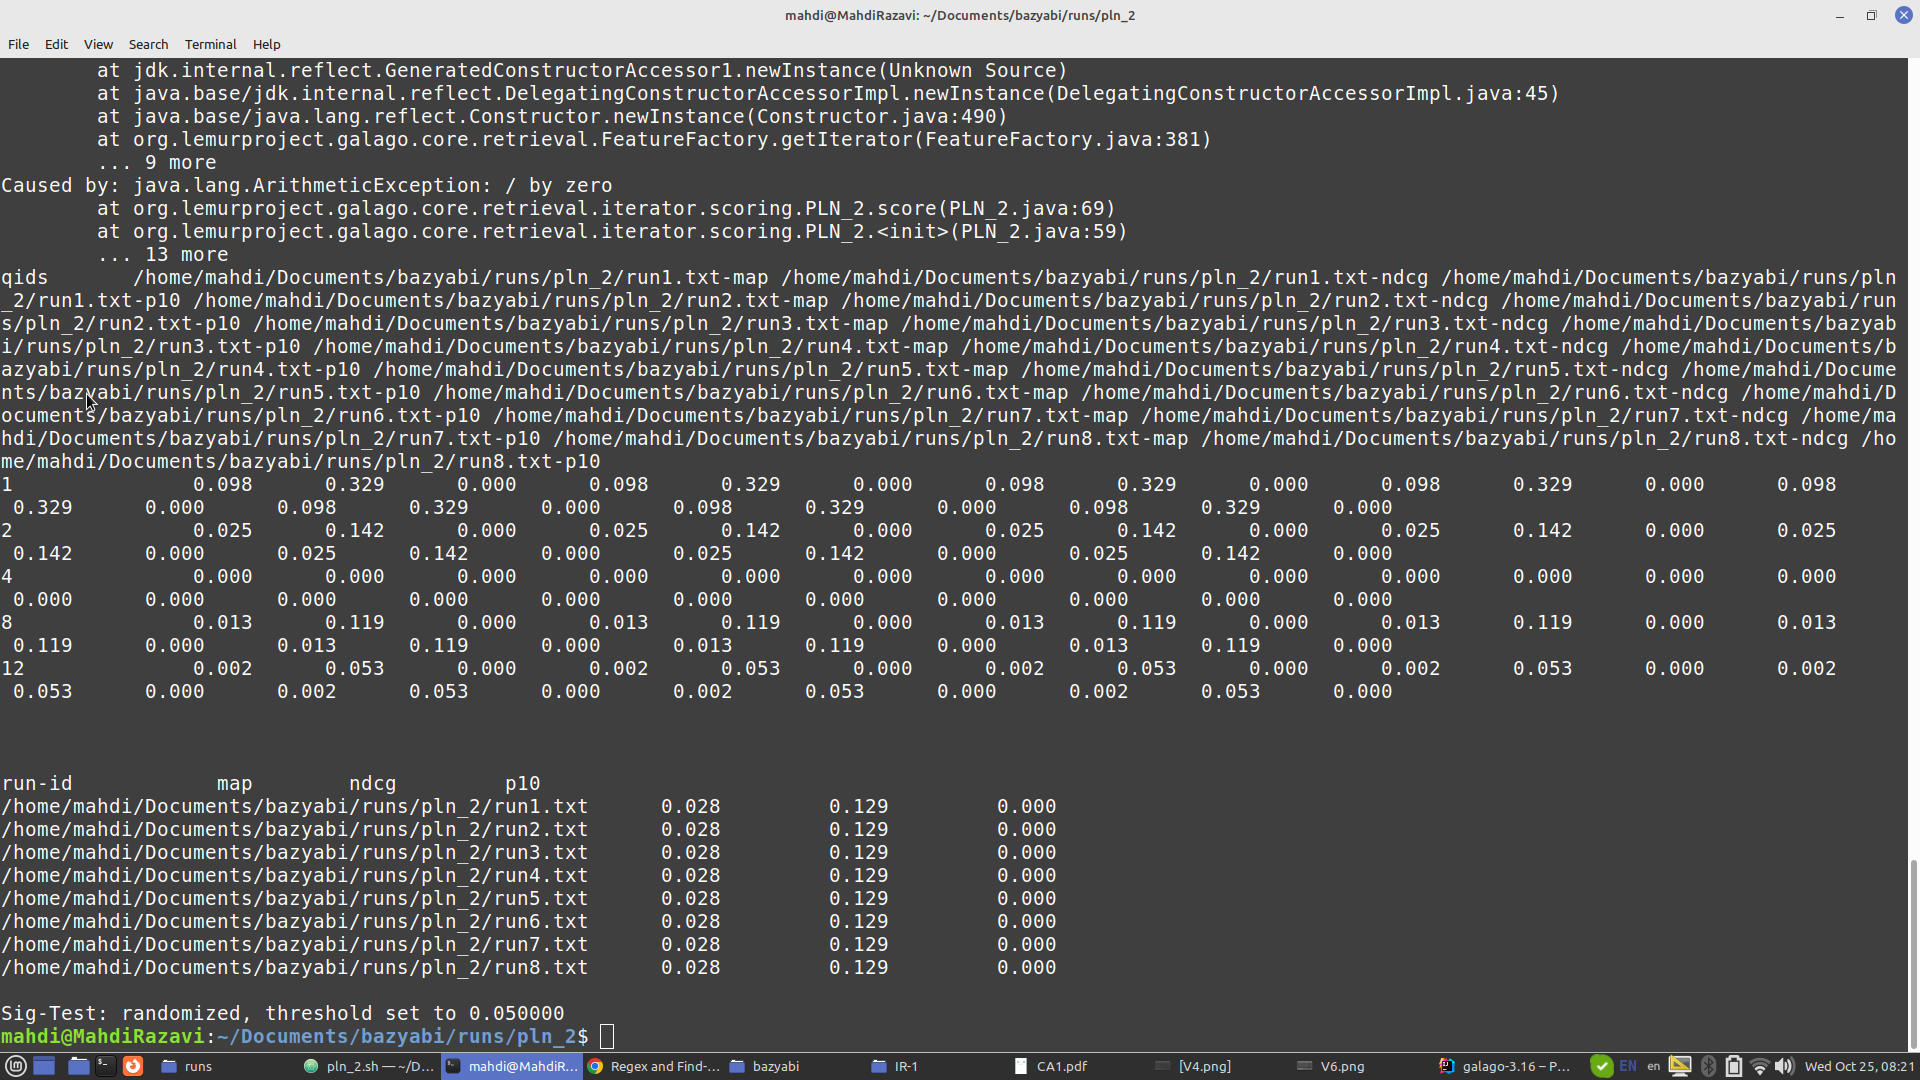 mahdi@MahdiRazavi: ~/Documents/bazyabi/runs/pln_2
File Edit View Search Terminal Help
at jdk.internal.reflect.GeneratedConstructorAccessor1.newInstance(Unknown Source)
at java.base/jdk.internal.reflect.DelegatingConstructorAccessorImpl.newInstance(DelegatingConstructorAccessorImpl.java:45)
at java.base/java.lang.reflect.Constructor.newInstance(Constructor.java:490)
at org.lemurproject.galago.core.retrieval.FeatureFactory.getIterator(FeatureFactory.java:381)
... 9 more
Caused by: java.lang.ArithmeticException: / by zero
at org.lemurproject.galago.core.retrieval.iterator.scoring.PLN_2.score(PLN_2.java:69)
at org.lemurproject.galago.core.retrieval.iterator.scoring.PLN_2.<init>(PLN_2.java:59)
... 13 more
qids /home/mahdi/Documents/bazyabi/runs/pln_2/run1.txt-map /home/mahdi/Documents/bazyabi/runs/pln_2/run1.txt-ndcg /home/mahdi/Documents/bazyabi/runs/pln
_2/run1.txt-p10 /home/mahdi/Documents/bazyabi/runs/pln_2/run2.txt-map /home/mahdi/Documents/bazyabi/runs/pln_2/run2.txt-ndcg /home/mahdi/Documents/bazyabi/run
s/pln_2/run2.txt-p10 /home/mahdi/Documents/bazyabi/runs/pln_2/run3.txt-map /home/mahdi/Documents/bazyabi/runs/pln_2/run3.txt-ndcg /home/mahdi/Documents/bazyab
i/runs/pln_2/run3.txt-p10 /home/mahdi/Documents/bazyabi/runs/pln_2/run4.txt-map /home/mahdi/Documents/bazyabi/runs/pln_2/run4.txt-ndcg /home/mahdi/Documents/b
azyabi/runs/pln_2/run4.txt-p10 /home/mahdi/Documents/bazyabi/runs/pln_2/run5.txt-map /home/mahdi/Documents/bazyabi/runs/pln_2/run5.txt-ndcg /home/mahdi/Docume
nts/bazyabi/runs/pln_2/run5.txt-p10 /home/mahdi/Documents/bazyabi/runs/pln_2/run6.txt-map /home/mahdi/Documents/bazyabi/runs/pln_2/run6.txt-ndcg /home/mahdi/D
ocuments/bazyabi/runs/pln_2/run6.txt-p10 /home/mahdi/Documents/bazyabi/runs/pln_2/run7.txt-map /home/mahdi/Documents/bazyabi/runs/pln_2/run7.txt-ndcg /home/ma
hdi/Documents/bazyabi/runs/pln_2/run7.txt-p10 /home/mahdi/Documents/bazyabi/runs/pln_2/run8.txt-map /home/mahdi/Documents/bazyabi/runs/pln_2/run8.txt-ndcg /ho
me/mahdi/Documents/bazyabi/runs/pln_2/run8.txt-p10
1 0.098 0.329 0.000 0.098 0.329 0.000 0.098 0.329 0.000 0.098 0.329 0.000 0.098
0.329 0.000 0.098 0.329 0.000 0.098 0.329 0.000 0.098 0.329 0.000
2 0.025 0.142 0.000 0.025 0.142 0.000 0.025 0.142 0.000 0.025 0.142 0.000 0.025
0.142 0.000 0.025 0.142 0.000 0.025 0.142 0.000 0.025 0.142 0.000
4 0.000 0.000 0.000 0.000 0.000 0.000 0.000 0.000 0.000 0.000 0.000 0.000 0.000
0.000 0.000 0.000 0.000 0.000 0.000 0.000 0.000 0.000 0.000 0.000
8 0.013 0.119 0.000 0.013 0.119 0.000 0.013 0.119 0.000 0.013 0.119 0.000 0.013
0.119 0.000 0.013 0.119 0.000 0.013 0.119 0.000 0.013 0.119 0.000
12 0.002 0.053 0.000 0.002 0.053 0.000 0.002 0.053 0.000 0.002 0.053 0.000 0.002
0.053 0.000 0.002 0.053 0.000 0.002 0.053 0.000 0.002 0.053 0.000
run-id map ndcg p10
/home/mahdi/Documents/bazyabi/runs/pln_2/run1.txt 0.028 0.129 0.000
/home/mahdi/Documents/bazyabi/runs/pln_2/run2.txt 0.028 0.129 0.000
/home/mahdi/Documents/bazyabi/runs/pln_2/run3.txt 0.028 0.129 0.000
/home/mahdi/Documents/bazyabi/runs/pln_2/run4.txt 0.028 0.129 0.000
/home/mahdi/Documents/bazyabi/runs/pln_2/run5.txt 0.028 0.129 0.000
/home/mahdi/Documents/bazyabi/runs/pln_2/run6.txt 0.028 0.129 0.000
/home/mahdi/Documents/bazyabi/runs/pln_2/run7.txt 0.028 0.129 0.000
/home/mahdi/Documents/bazyabi/runs/pln_2/run8.txt 0.028 0.129 0.000
Sig-Test: randomized, threshold set to 0.050000
mahdi@MahdiRazavi:~/Documents/bazyabi/runs/pln_2$
runs pln_2.sh — ~/D... mahdi@MahdiR... Regex and Find-... bazyabi IR-1 CA1.pdf [V4.png] V6.png galago-3.16 – P... EN en Wed Oct 25, 08:21